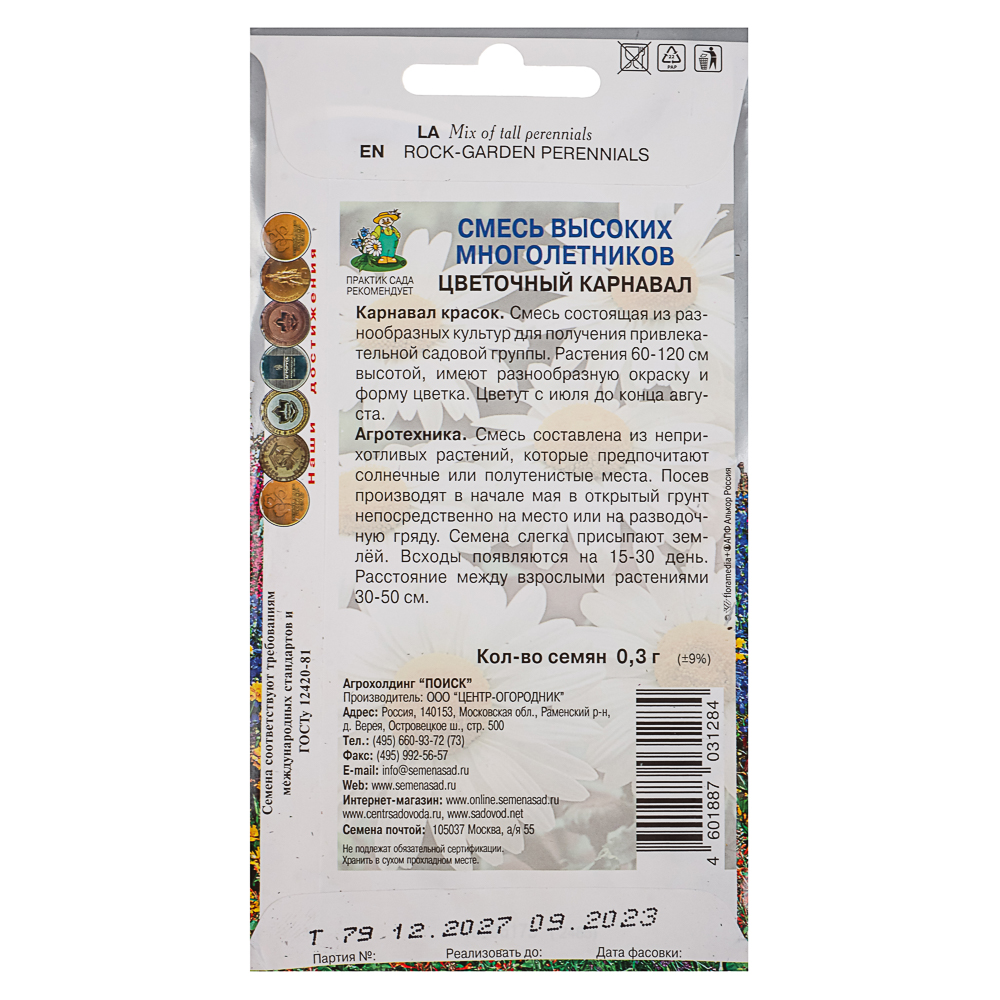 LA Mix of tall perennials
EN ROCK-GARDEN PERENNIALS
PAP
ПРАКТИК САДА
РЕКОМЕНДУЕТ
СМЕСЬ ВЫСОКИХ
МНОГОЛЕТНИКОВ
ЦВЕТОЧНЫЙ КАРНАВАЛ
Карнавал красок. Смесь состоящая из раз-
нообразных культур для получения привлека-
тельной садовой группы. Растения 60-120 см
высотой, имеют разнообразную окраску и
форму цветка. Цветут с июля до конца авгу-
ста.
Агротехника. Смесь составлена из непри-
хотливых растений, которые предпочитают
солнечные или полутенистые места. Посев
производят в начале мая в открытый грунт
непосредственно на место или на разводоч-
ную гряду. Семена слегка присыпают зем-
лёй. Всходы появляются на 15-30 день.
Расстояние между взрослыми растениями
30-50 см.
Кол-во семян 0,3 г (±9%)
Агрохолдинг "ПОИСК"
Производитель: ООО "ЦЕНТР-ОГОРОДНИК"
Адрес: Россия, 140153, Московская обл., Раменский р-н,
д. Верея, Островецкое ш., стр. 500
Тел.: (495) 660-93-72 (73)
Факс: (495) 992-56-57
E-mail: info@semenasad.ru
Web: www.semenasad.ru
Интернет-магазин: www.online.semenasad.ru
www.centrsadovoda.ru, www.sadovod.net
Семена почтой: 105037 Москва, а/я 55
Не подлежат обязательной сертификации.
Хранить в сухом прохладном месте.
4 601887 031284
Наши достижения
Семена соответствуют требованиям
международных стандартов и
ГОСТу 12420-81
floramedia+®АПФ Алькор Россия
Т 79 12.2027 09.2023
Партия №: Реализовать до: Дата фасовки: